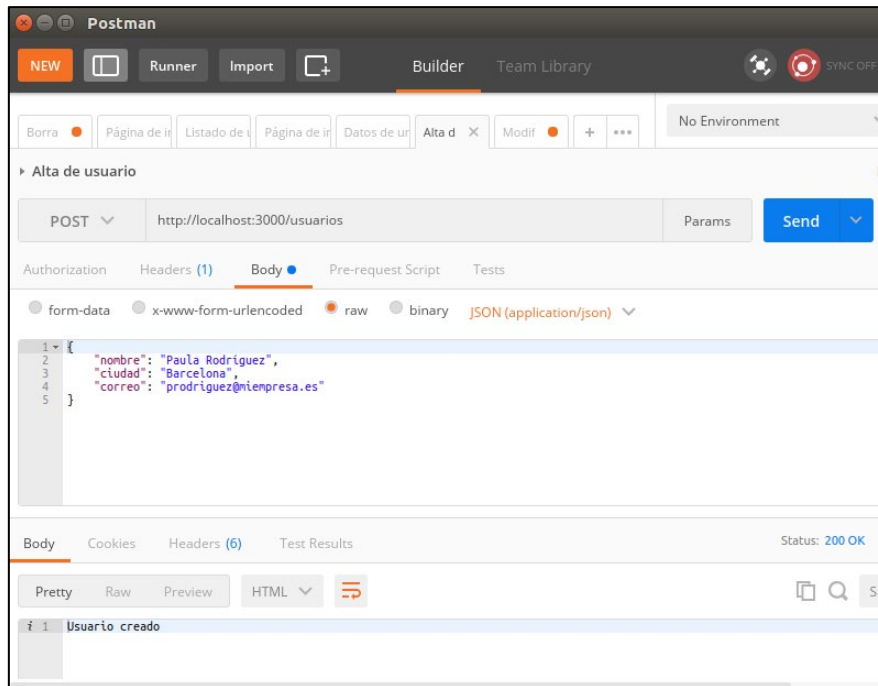 Postman
NEW Runner Import Builder Team Library SYNC OFF
Borra Página de in Listado de u Página de in Datos de un Alta d Modif + ••• No Environment
Alta de usuario
POST http://localhost:3000/usuarios Params Send
Authorization Headers (1) Body Pre-request Script Tests
form-data x-www-form-urlencoded raw binary JSON (application/json)
1 {
2 "nombre": "Paula Rodriguez",
3 "ciudad": "Barcelona",
4 "correo": "prodriguez@miempresa.es"
5 }
Body Cookies Headers (6) Test Results Status: 200 OK
Pretty Raw Preview HTML S
i 1 Usuario creado